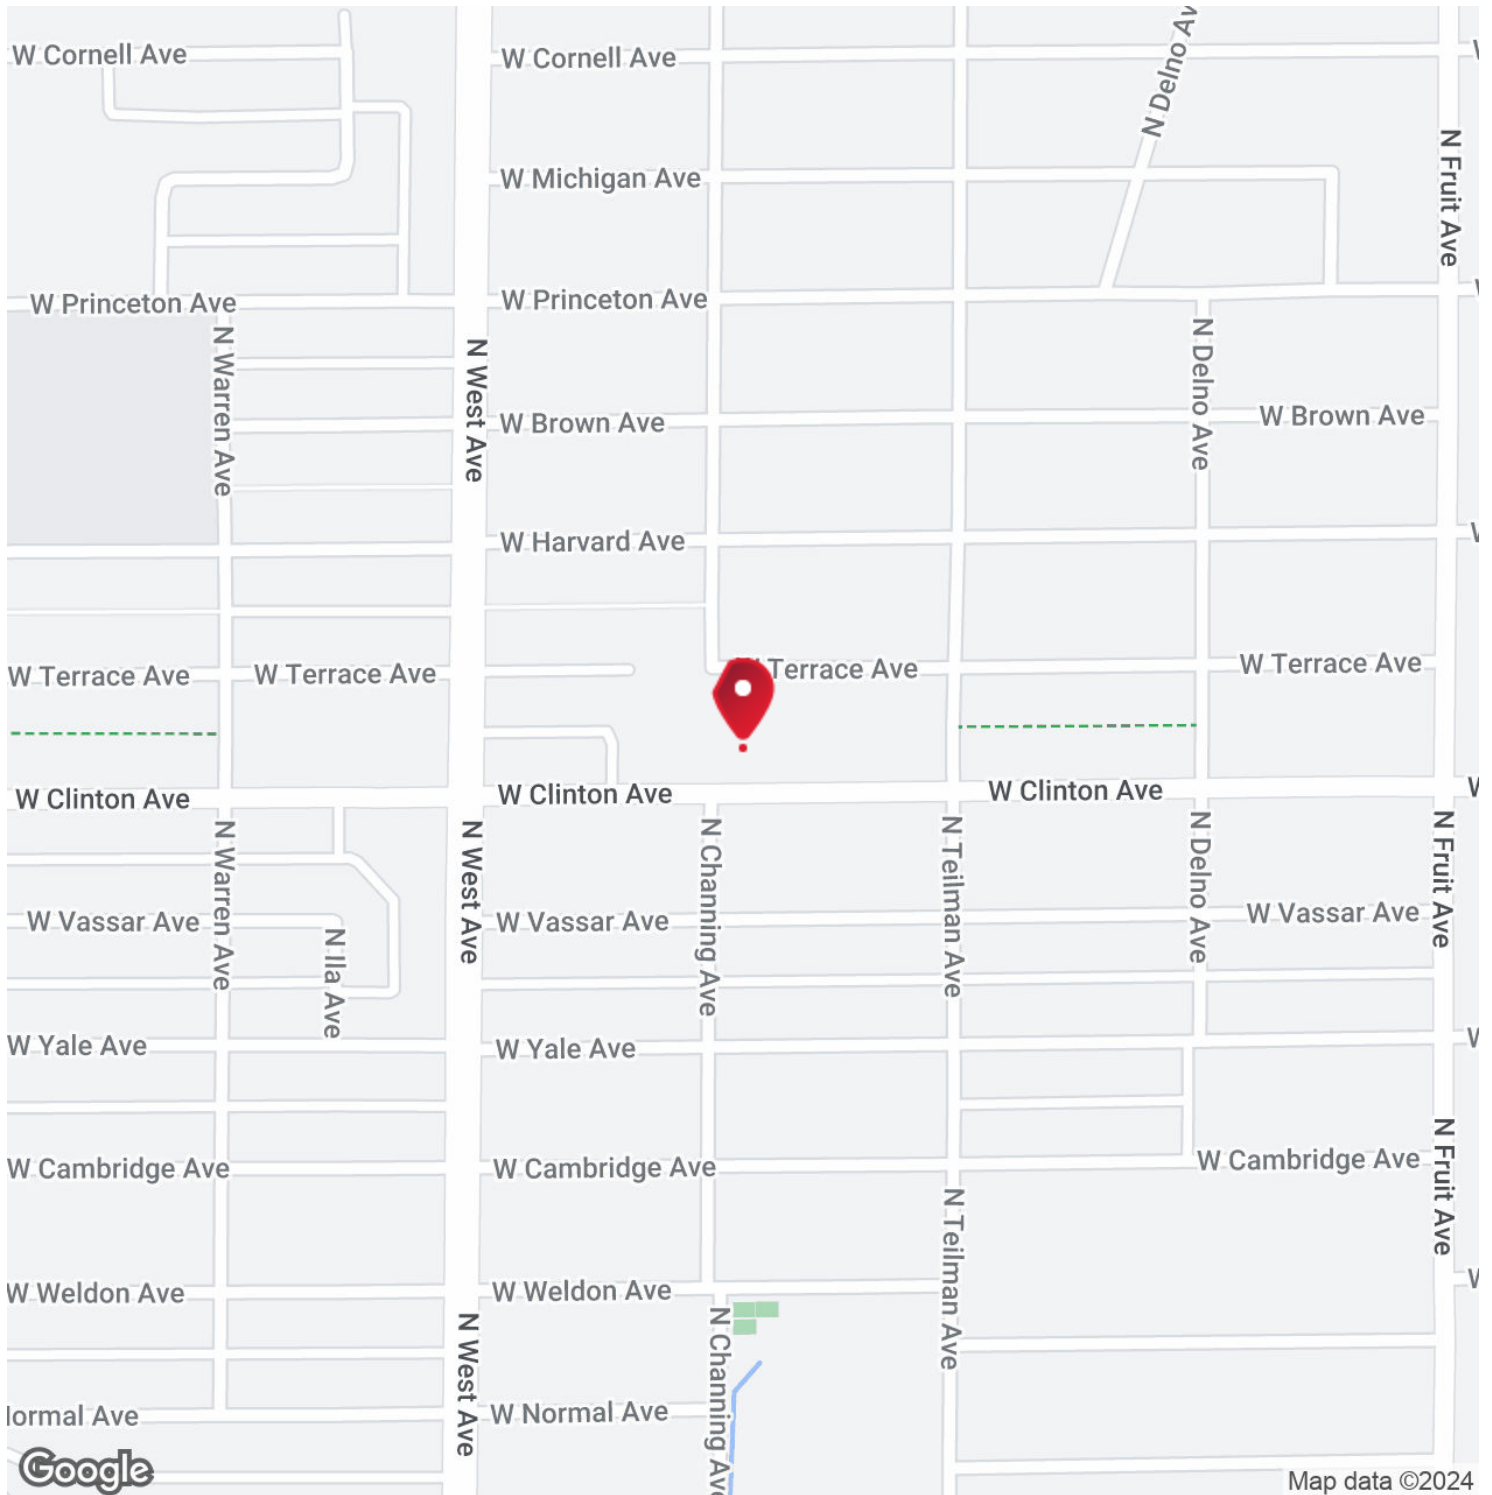 W Cornell Ave
W Cornell Ave
N Delno Av
N Fruit Ave
W Michigan Ave
W Princeton Ave
W Princeton Ave
N Warren Ave
N West Ave
N Delno Ave
W Brown Ave
W Brown Ave
W Harvard Ave
W Terrace Ave
W Terrace Ave
Terrace Ave
W Terrace Ave
W Clinton Ave
W Clinton Ave
W Clinton Ave
N Warren Ave
N West Ave
N Channing Ave
N Teilman Ave
N Delno Ave
N Fruit Ave
W Vassar Ave
W Vassar Ave
W Vassar Ave
N Ila Ave
W Yale Ave
W Yale Ave
W Cambridge Ave
W Cambridge Ave
W Cambridge Ave
N Fruit Ave
N Teilman Ave
W Weldon Ave
W Weldon Ave
N West Ave
N Channing Av
ormal Ave
W Normal Ave
Google
Map data ©2024